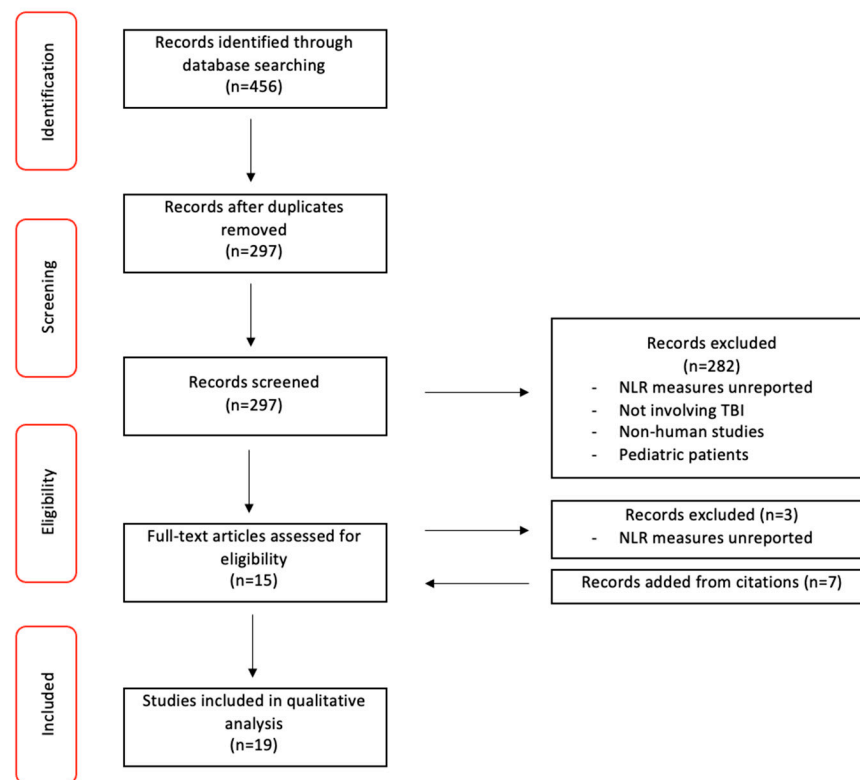 Identification
Records identified through
database searching
(n=456)
Records after duplicates
removed
(n=297)
Screening
Records screened
(n=297)
Records excluded
(n=282)
- NLR measures unreported
- Not involving TBI
- Non-human studies
- Pediatric patients
Eligibility
Full-text articles assessed for
eligibility
(n=15)
Records excluded (n=3)
- NLR measures unreported
Records added from citations (n=7)
Included
Studies included in qualitative
analysis
(n=19)